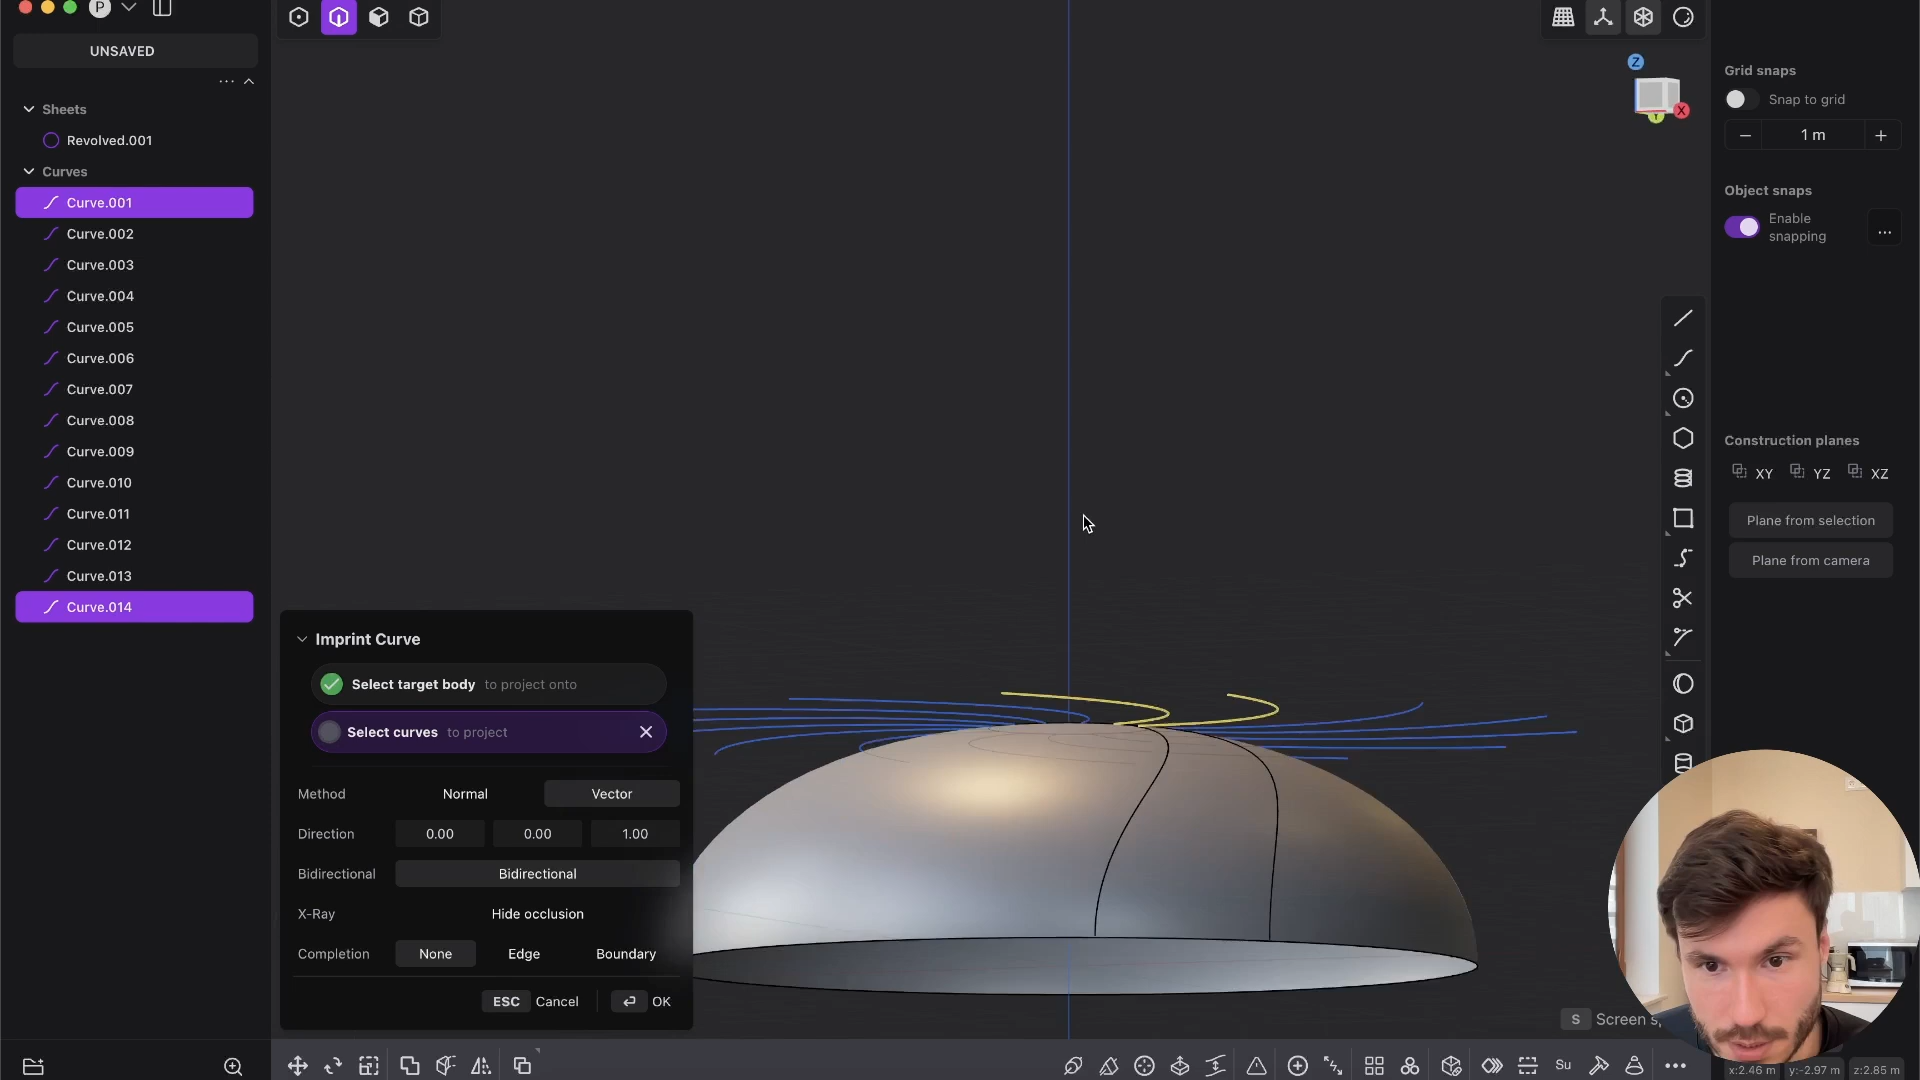 P
UNSAVED
Sheets
Revolved.001
Curves
Curve.001
Curve.002
Curve.003
Curve.004
Curve.005
Curve.006
Curve.007
Curve.008
Curve.009
Curve.010
Curve.011
Curve.012
Curve.013
Curve.014
Imprint Curve
Select target body to project onto
Select curves to project
Method Normal Vector
Direction 0.00 0.00 1.00
Bidirectional Bidirectional
X-Ray Hide occlusion
Completion None Edge Boundary
ESC Cancel OK
Z
X
Y
Grid snaps
Snap to grid
1 m
Object snaps
Enable
snapping
...
Construction planes
XY YZ XZ
Plane from selection
Plane from camera
S Screen
Su
x:2.46 m y:-2.97 m z:2.85 m